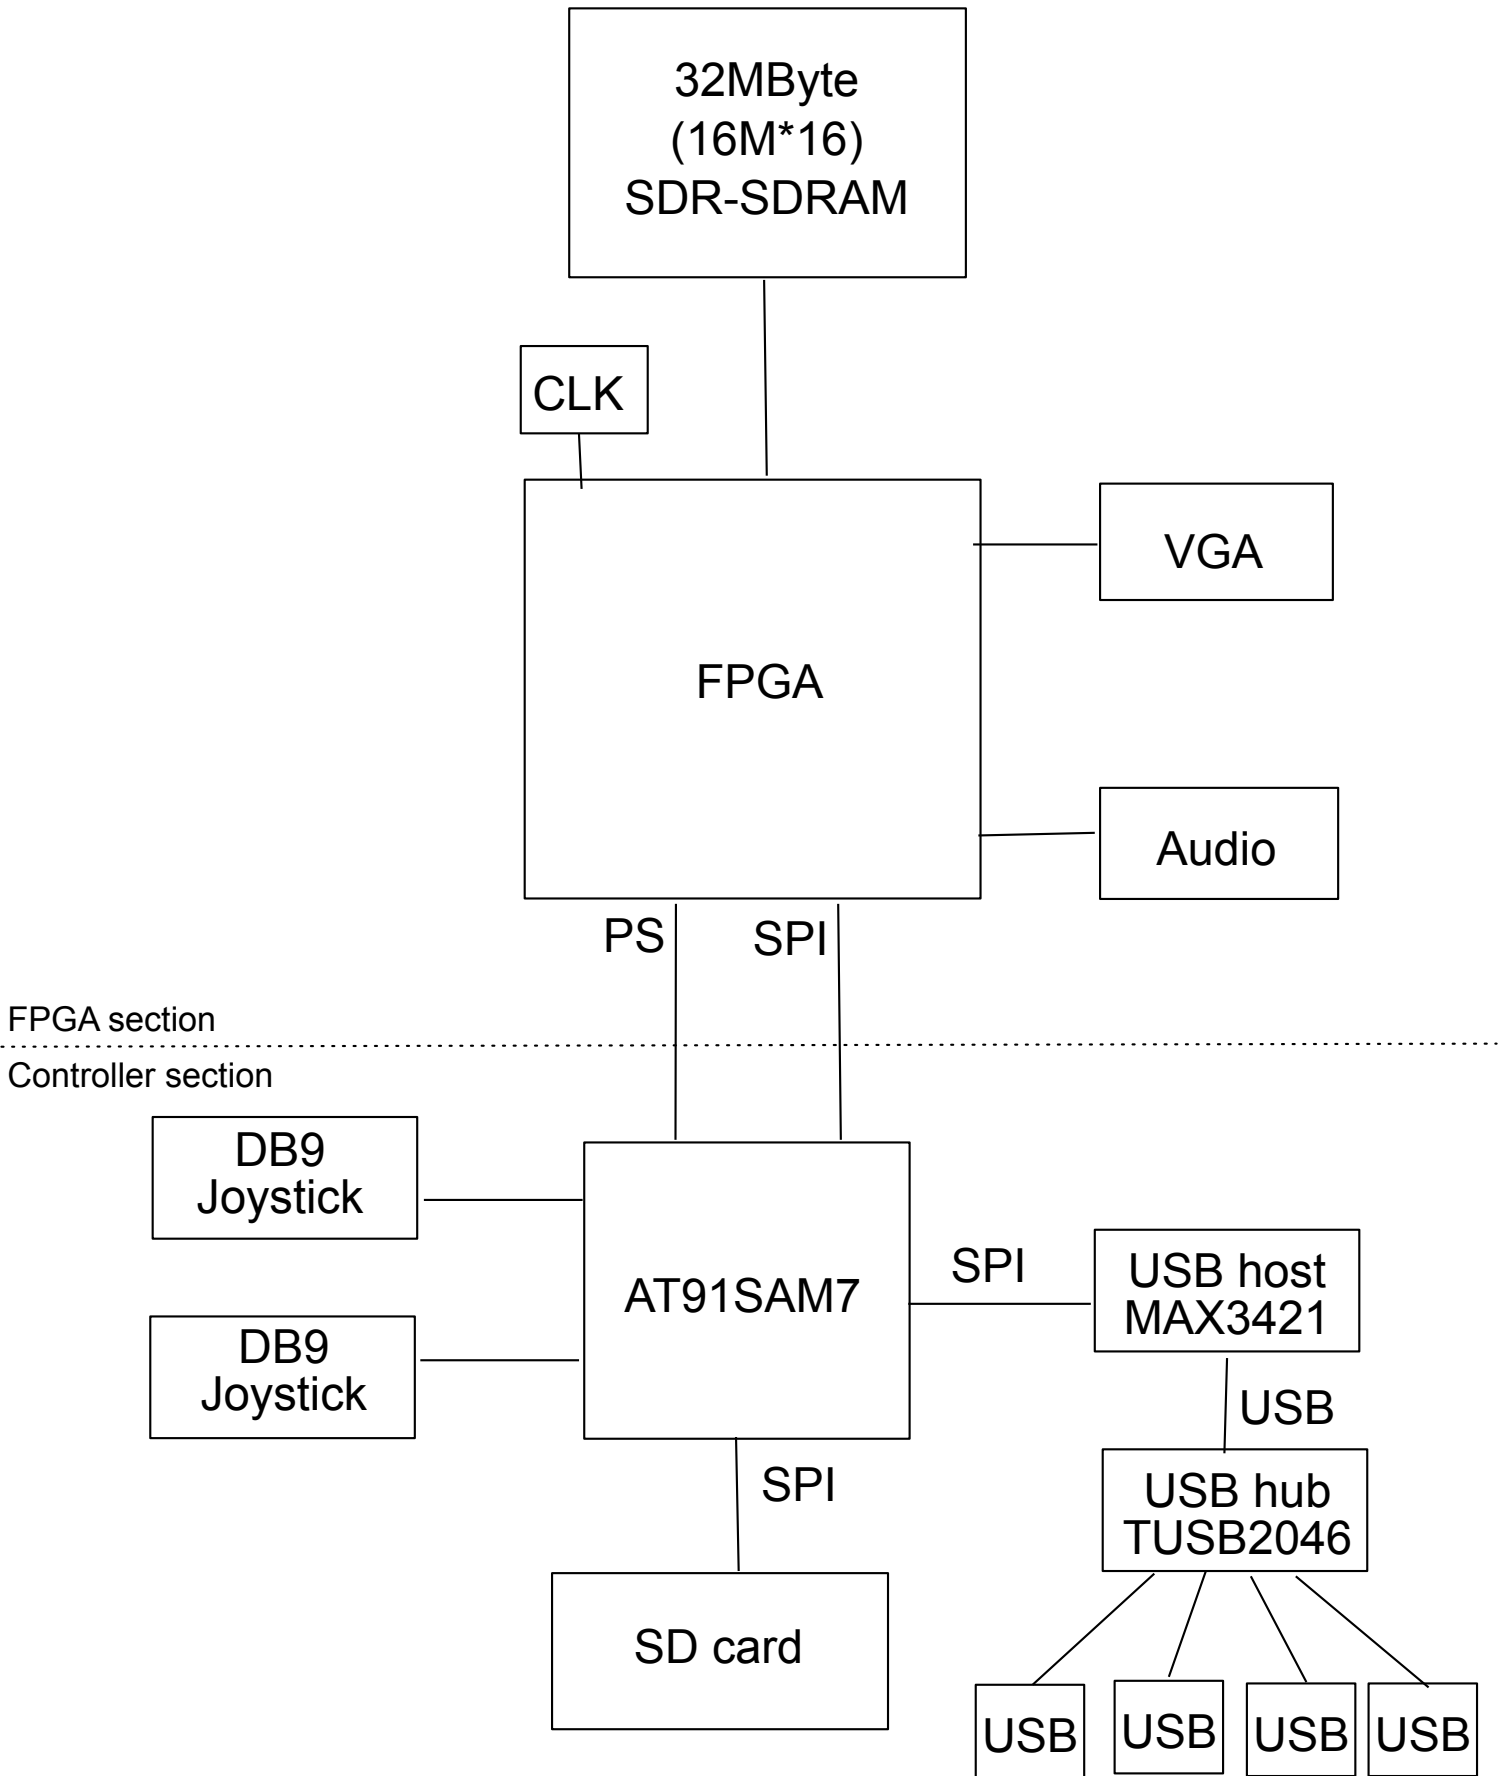 32MByte
(16M*16)
SDR-SDRAM
CLK
VGA
FPGA
Audio
PS
SPI
FPGA section
Controller section
DB9
Joystick
AT91SAM7
SPI
USB host
MAX3421
DB9
Joystick
USB
SPI
USB hub
TUSB2046
SD card
USB
USB
USB
USB